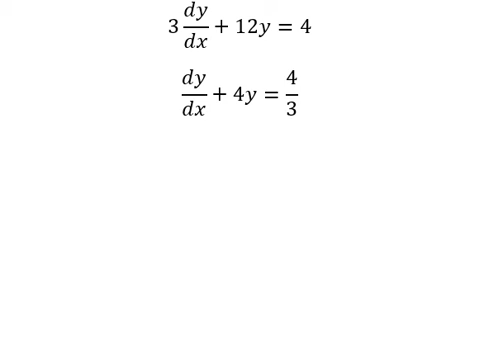 3 dy/dx + 12y = 4
dy/dx + 4y = 4/3